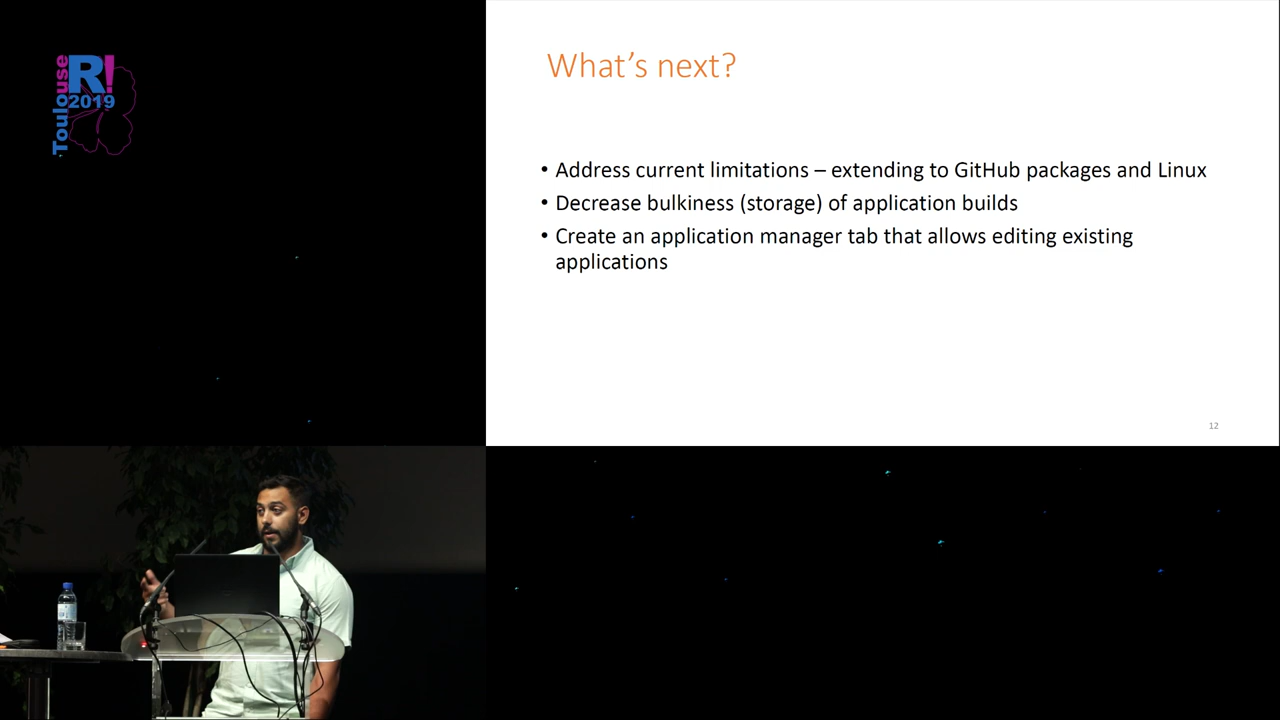 Toulouse
R!
2019
What's next?
• Address current limitations – extending to GitHub packages and Linux
• Decrease bulkiness (storage) of application builds
• Create an application manager tab that allows editing existing
applications
12